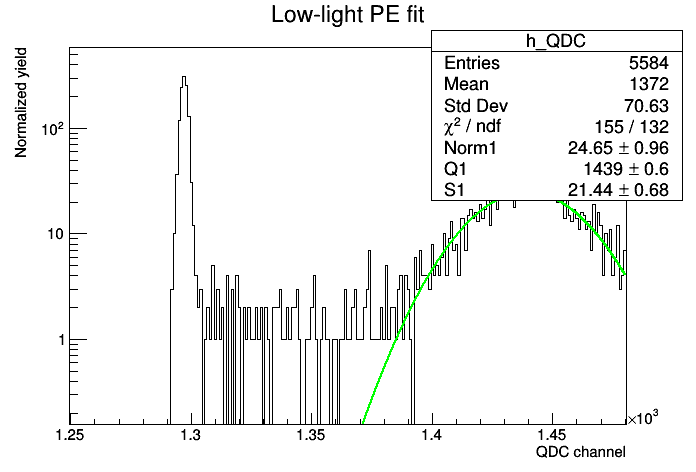 Low-light PE fit
h_QDC
Entries 5584
Mean 1372
Std Dev 70.63
χ² / ndf 155 / 132
Norm1 24.65 ± 0.96
Q1 1439 ± 0.6
S1 21.44 ± 0.68
Normalized yield
10²
10
1
1.25 1.3 1.35 1.4 1.45
×10³
QDC channel